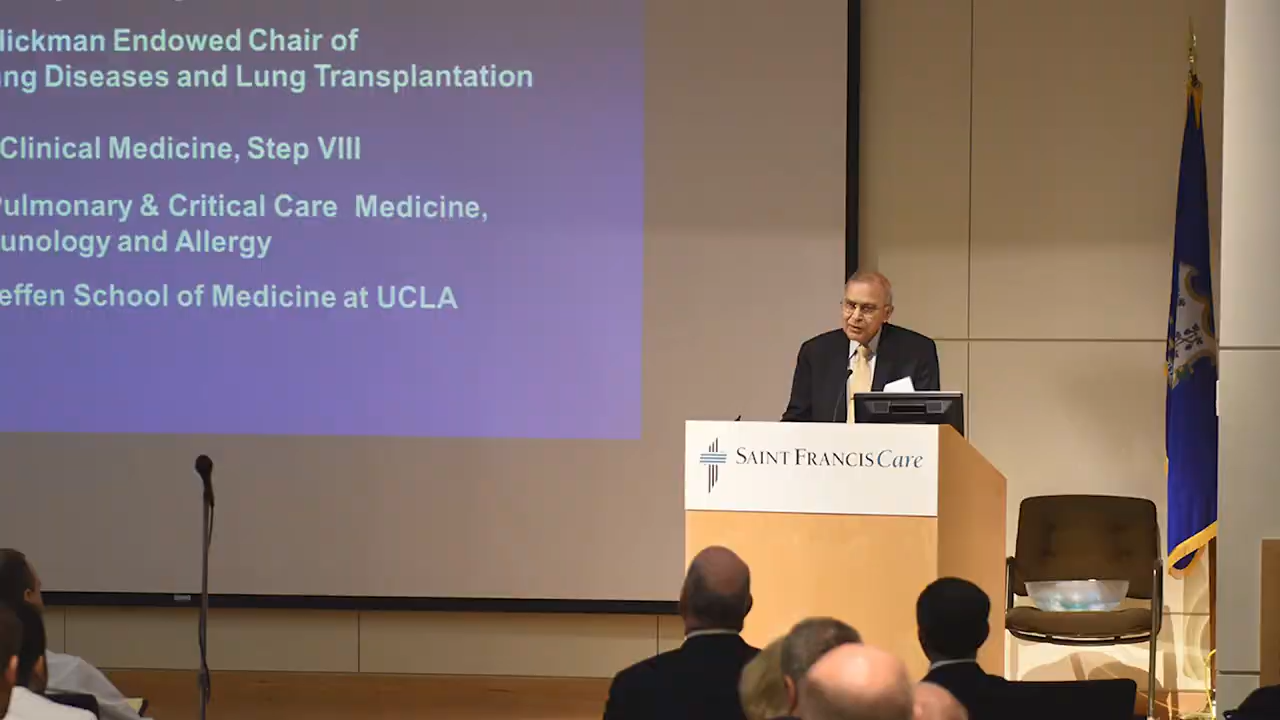 lickman Endowed Chair of
ng Diseases and Lung Transplantation
Clinical Medicine, Step VIII
ulmonary & Critical Care Medicine,
unology and Allergy
effen School of Medicine at UCLA
SAINT FRANCIS Care